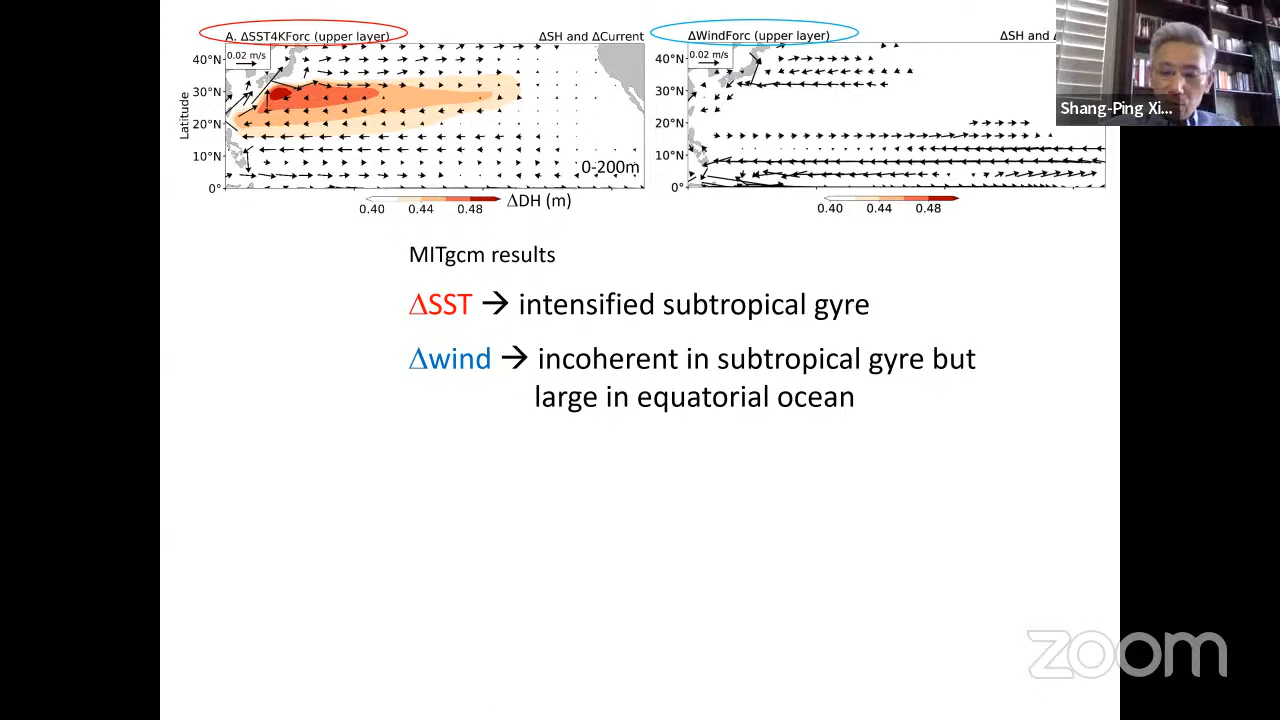 A. ΔSST4KForc (upper layer)
ΔSH and ΔCurrent
0.02 m/s
40°N
30°N
20°N
10°N
0°
Latitude
0-200m
0.40 0.44 0.48
ΔDH (m)
ΔWindForc (upper layer)
ΔSH and
0.02 m/s
40°N
30°N
20°N
10°N
0°
0.40 0.44 0.48
Shang-Ping Xi...
MITgcm results
ΔSST → intensified subtropical gyre
Δwind → incoherent in subtropical gyre but
large in equatorial ocean
zoom